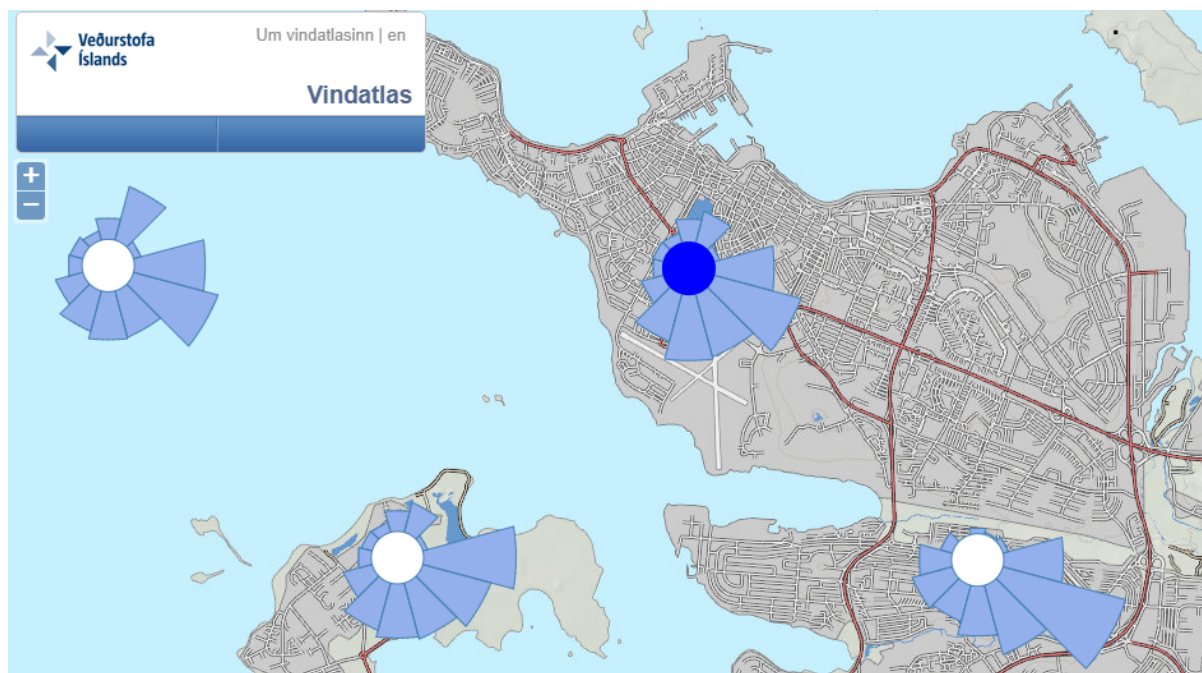 Veðurstofa
Íslands
Um vindatlasinn | en
Vindatlas
+
−